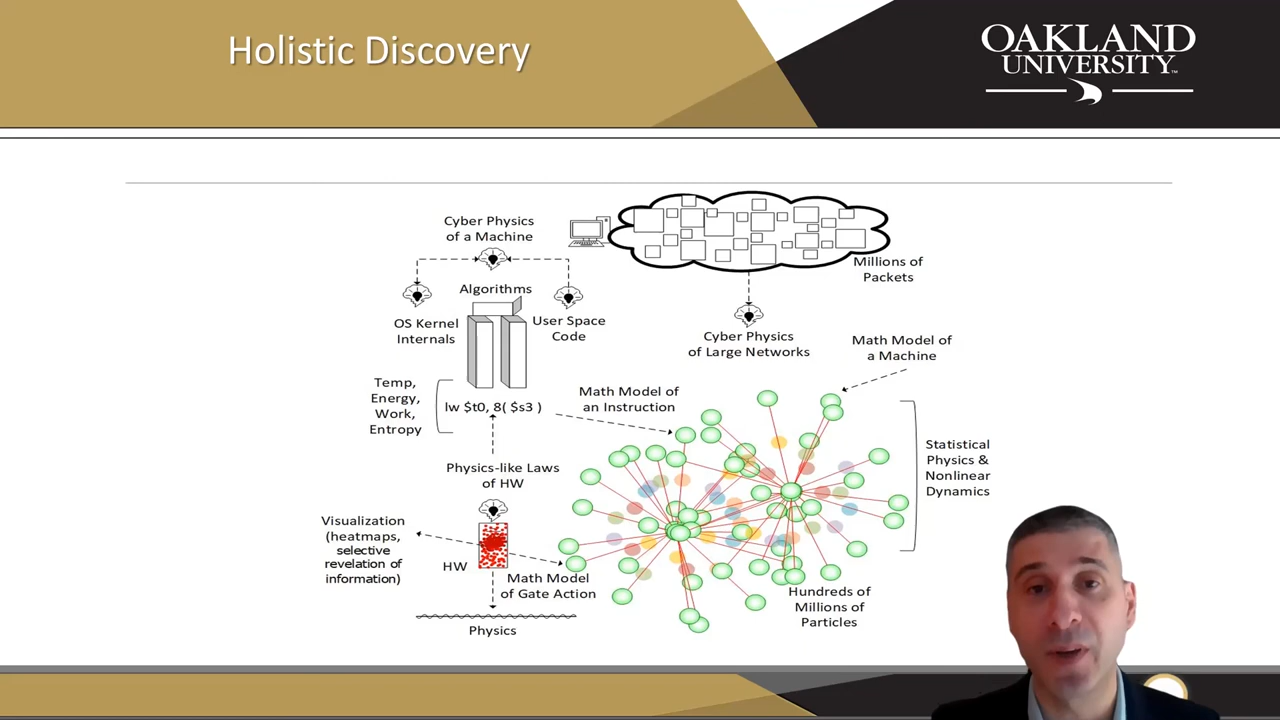 Holistic Discovery
OAKLAND
UNIVERSITY™
Cyber Physics
of a Machine
Algorithms
OS Kernel
Internals
User Space
Code
Millions of
Packets
Cyber Physics
of Large Networks
Math Model of
a Machine
Temp,
Energy,
Work,
Entropy
lw $t0, 8( $s3 )
Math Model of
an Instruction
Statistical
Physics &
Nonlinear
Dynamics
Physics-like Laws
of HW
Visualization
(heatmaps,
selective
revelation of
information)
HW
Math Model
of Gate Action
Hundreds of
Millions of
Particles
Physics